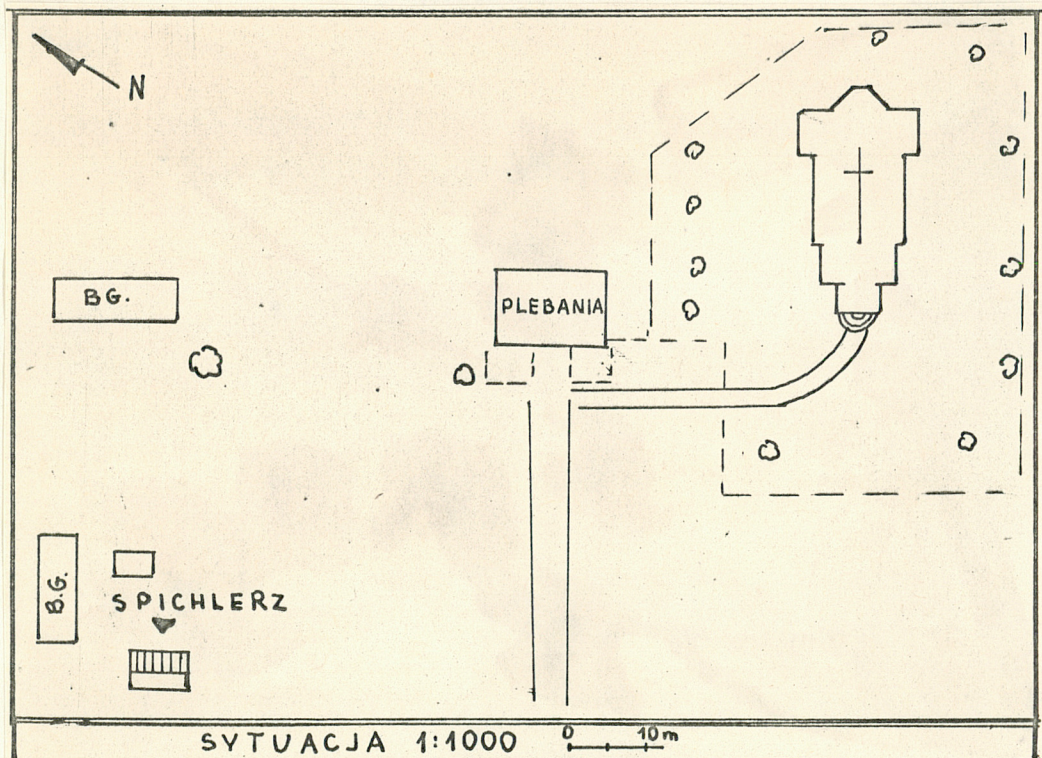 N
BG.
PLEBANIA
B.G.
SPICHLERZ
SYTUACJA 1:1000 0 10m